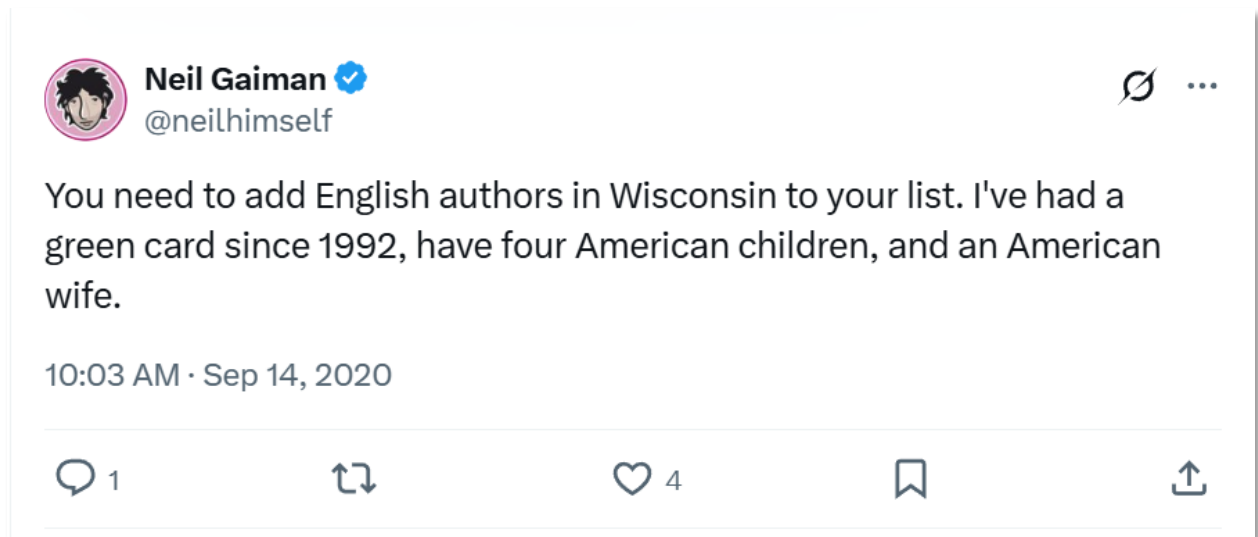 Neil Gaiman
@neilhimself
You need to add English authors in Wisconsin to your list. I've had a
green card since 1992, have four American children, and an American
wife.
10:03 AM · Sep 14, 2020
1
4